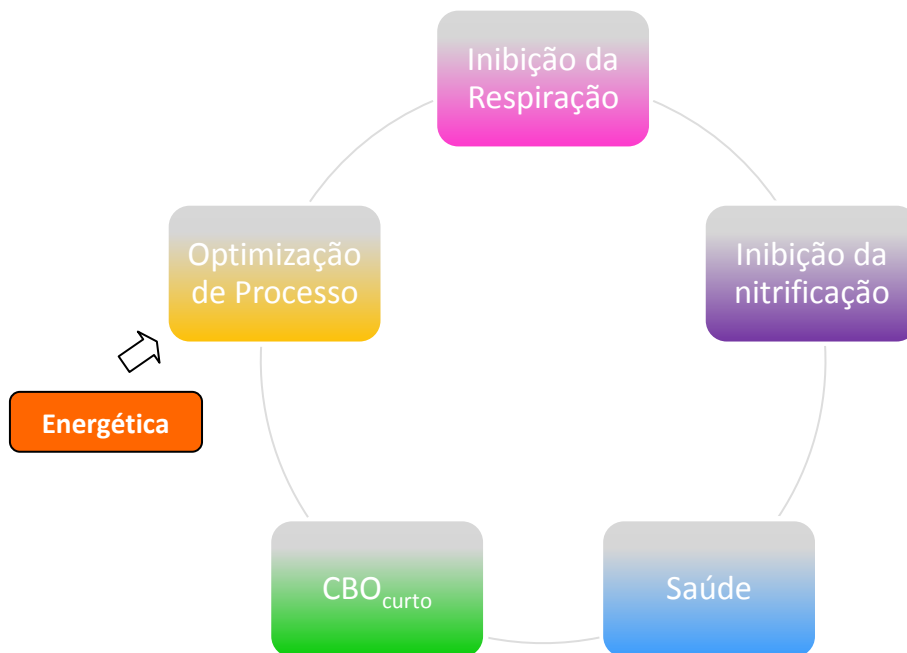 Inibição da
Respiração
Optimização
de Processo
Inibição da
nitrificação
Energética
CBOcurto
Saúde